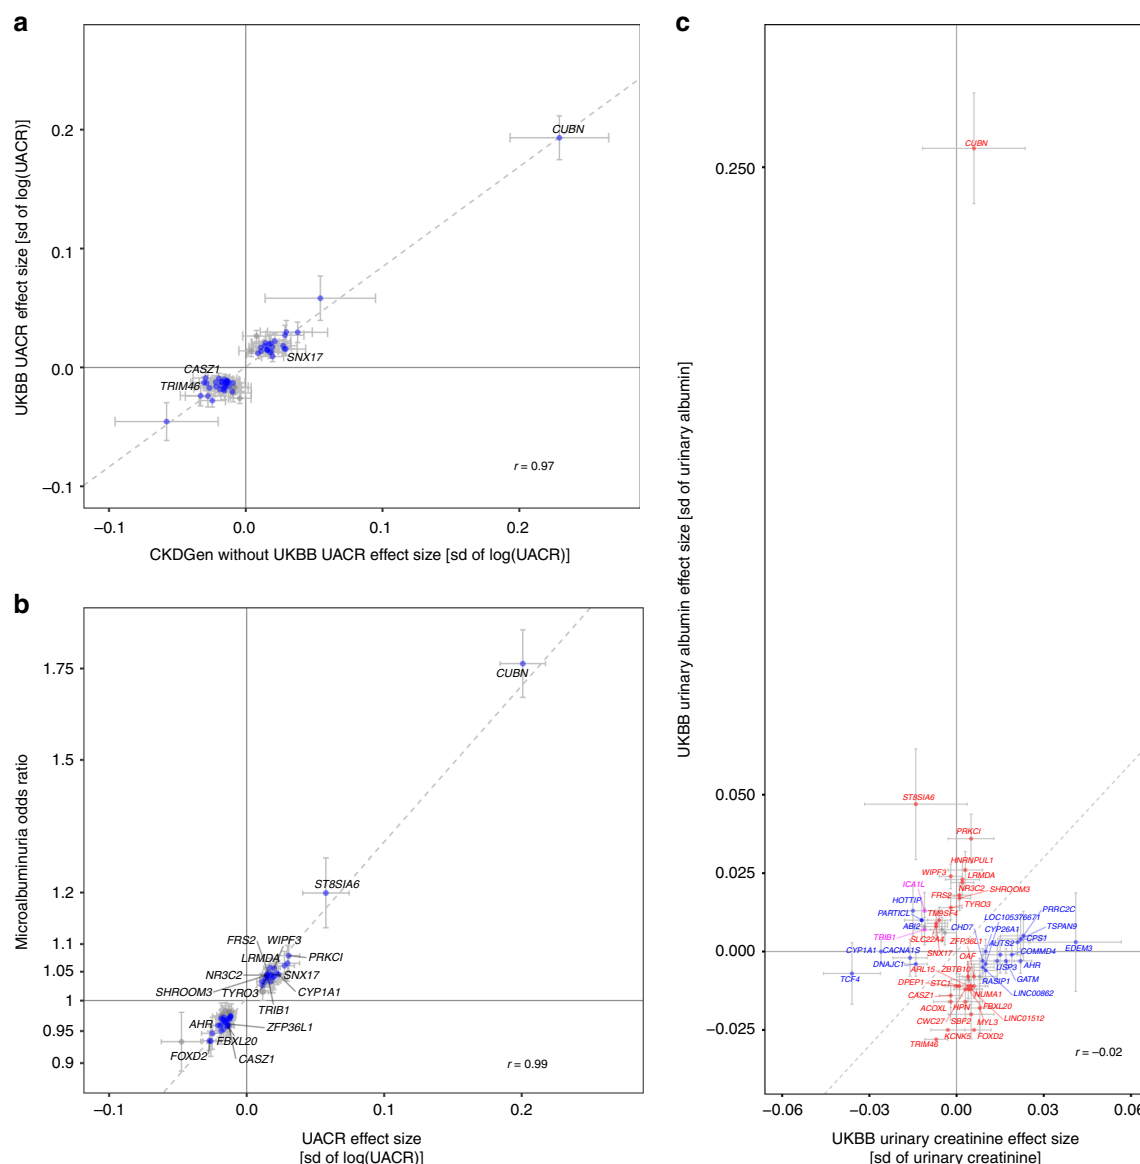 a
UKBB UACR effect size [sd of log(UACR)]
0.2
0.1
0.0
−0.1
CUBN
SNX17
CASZ1
TRIM46
r = 0.97
−0.1
0.0
0.1
0.2
CKDGen without UKBB UACR effect size [sd of log(UACR)]
b
Microalbuminuria odds ratio
1.75
1.5
1.2
1.1
1.05
1
0.95
0.9
CUBN
ST8SIA6
FRS2
WIPF3
LRMDA
PRKCI
NR3C2
SNX17
SHROOM3
TYRO3
CYP1A1
TRIB1
AHR
ZFP36L1
FBXL20
FOXD2
CASZ1
r = 0.99
−0.1
0.0
0.1
0.2
UACR effect size
[sd of log(UACR)]
c
UKBB urinary albumin effect size [sd of urinary albumin]
0.250
0.050
0.025
0.000
−0.025
CUBN
ST8SIA6
PRKCI
HNRNPUL1
WIPF3
LRMDA
ICA1L
NR3C2
SHROOM3
FRS2
HOTTIP
TYRO3
PARTICL
TM9SF4
LOC105376671
PRRC2C
ABI2
CHD7
CYP26A1
TSPAN9
TRIB1
SLC22A4
ZFP36L1
AUTS2
CPS1
EDEM3
CYP1A1
CACNA1S
SNX17
OAF
COMMD4
DNAJC1
ARL15
ZBTB10
USP3
AHR
TCF4
DPEP1
STC1
RASIP1
GATM
CASZ1
NUMA1
LINC00862
ACOXL
HPN
FBXL20
CWC27
SBF2
MYL3
LINC01512
KCNK5
FOXD2
TRIM46
r = −0.02
−0.06
−0.03
0.00
0.03
0.06
UKBB urinary creatinine effect size
[sd of urinary creatinine]